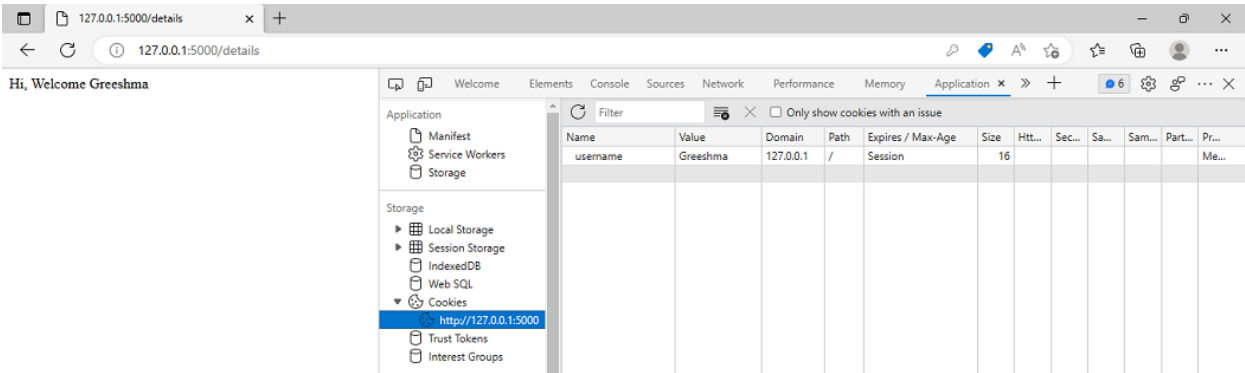 127.0.0.1:5000/details
127.0.0.1:5000/details
Hi, Welcome Greeshma
Welcome Elements Console Sources Network Performance Memory Application 6
Application
Manifest
Service Workers
Storage
Storage
Local Storage
Session Storage
IndexedDB
Web SQL
Cookies
http://127.0.0.1:5000
Trust Tokens
Interest Groups
Filter Only show cookies with an issue
Name Value Domain Path Expires / Max-Age Size Htt... Sec... Sa... Sam... Part... Pr...
username Greeshma 127.0.0.1 / Session 16 Me...